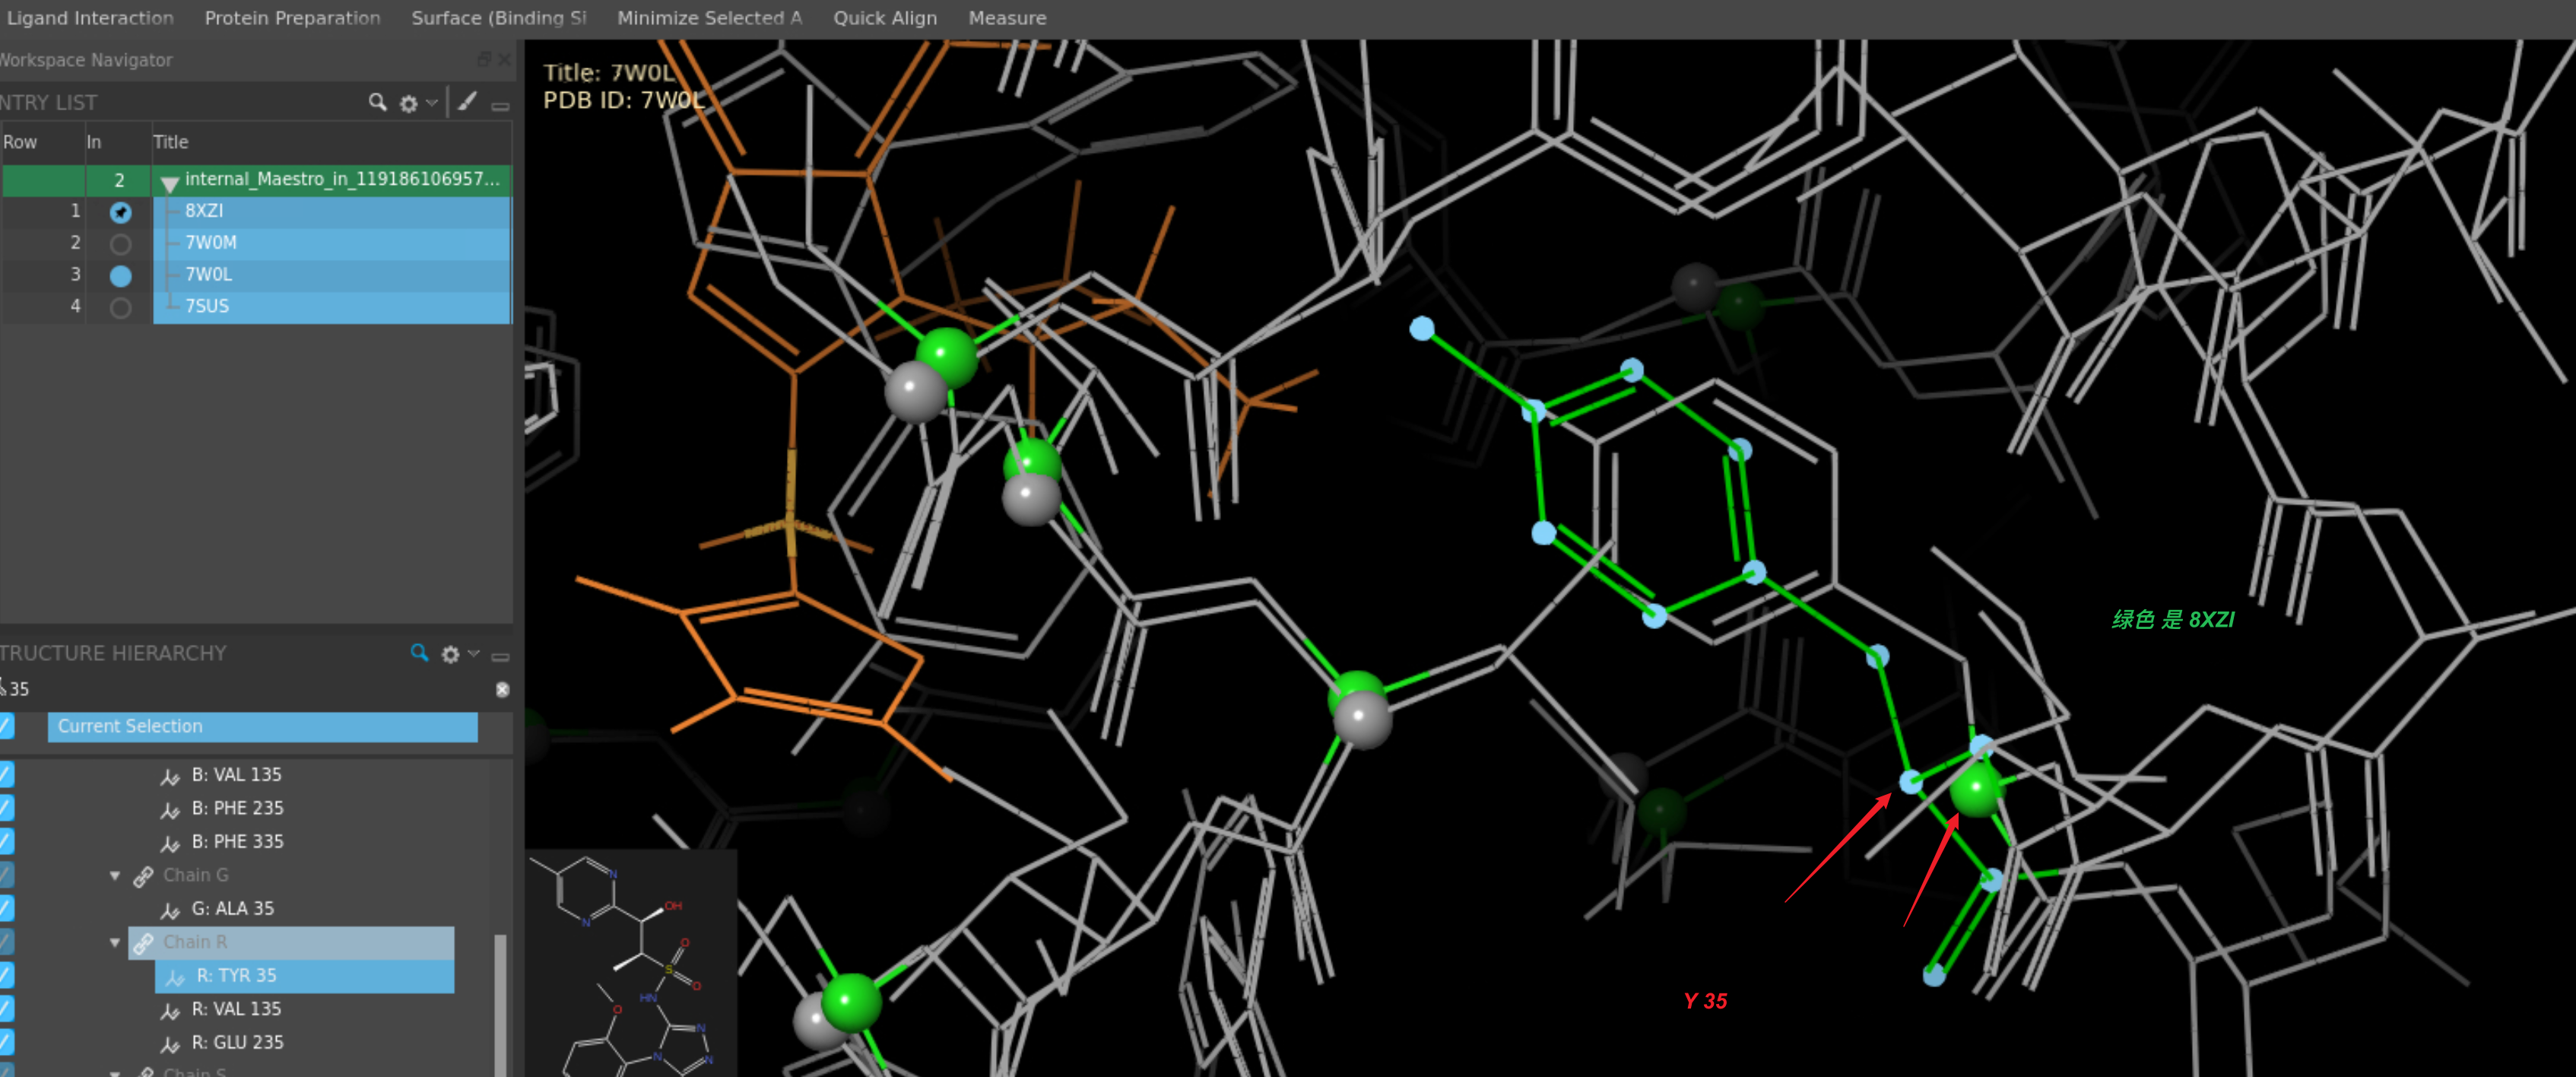 Ligand Interaction Protein Preparation Surface (Binding Si Minimize Selected A Quick Align Measure
Workspace Navigator
NTRY LIST
Row In Title
2 internal_Maestro_in_119186106957...
1 8XZI
2 7W0M
3 7W0L
4 7SUS
TRUCTURE HIERARCHY
35
Current Selection
B: VAL 135
B: PHE 235
B: PHE 335
Chain G
G: ALA 35
Chain R
R: TYR 35
R: VAL 135
R: GLU 235
Chain S
Title: 7W0L
PDB ID: 7W0L
绿色 是 8XZI
Y 35
N
N
OH
O
S
O
HN
O
N
N
N